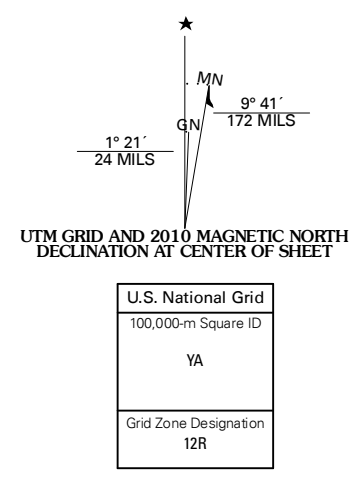 MN
GN
9° 41´
172 MILS
1° 21´
24 MILS
UTM GRID AND 2010 MAGNETIC NORTH
DECLINATION AT CENTER OF SHEET
U.S. National Grid
100,000-m Square ID
YA
Grid Zone Designation
12R